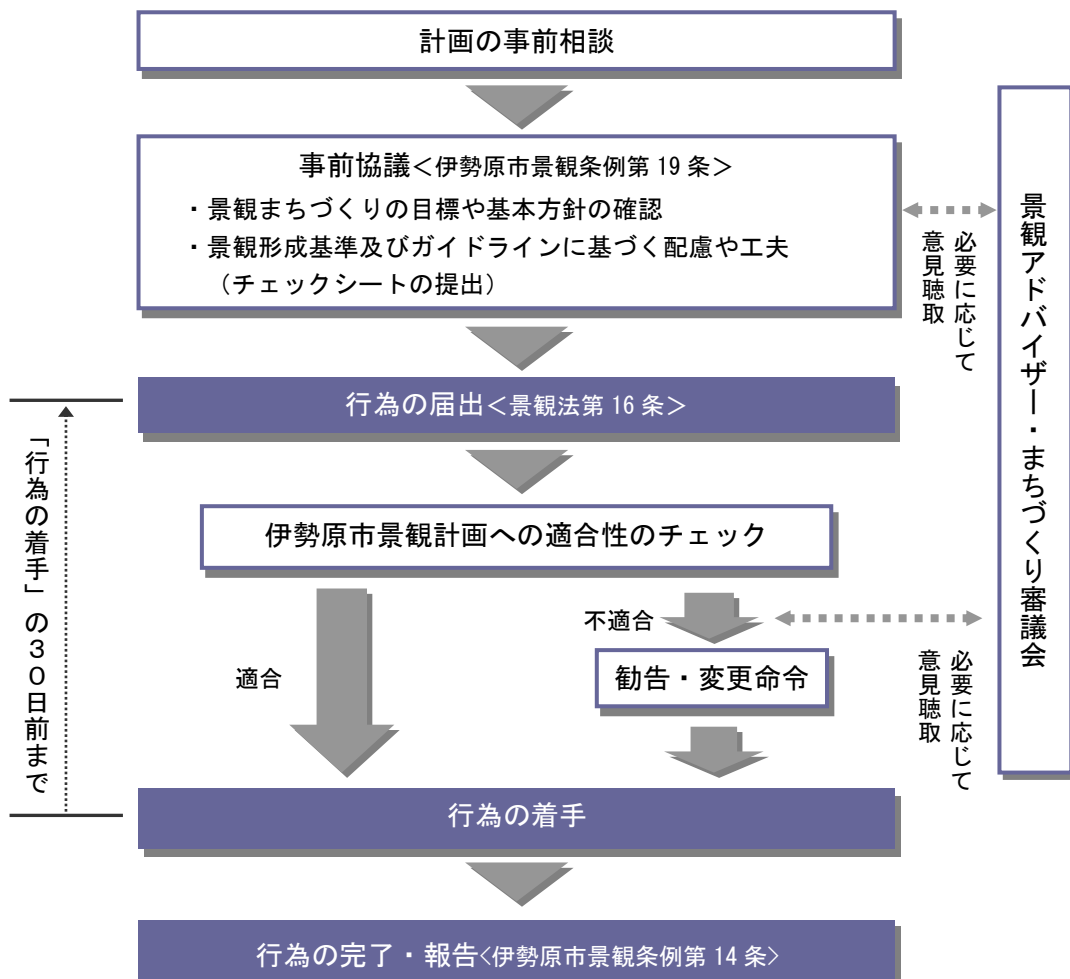 計画の事前相談
事前協議<伊勢原市景観条例第 19 条>
・景観まちづくりの目標や基本方針の確認
・景観形成基準及びガイドラインに基づく配慮や工夫
（チェックシートの提出）
必要に応じて
意見聴取
景観アドバイザー・まちづくり審議会
行為の届出<景観法第 16 条>
「行為の着手」の３０日前まで
伊勢原市景観計画への適合性のチェック
適合
不適合
勧告・変更命令
必要に応じて
意見聴取
行為の着手
行為の完了・報告<伊勢原市景観条例第 14 条>